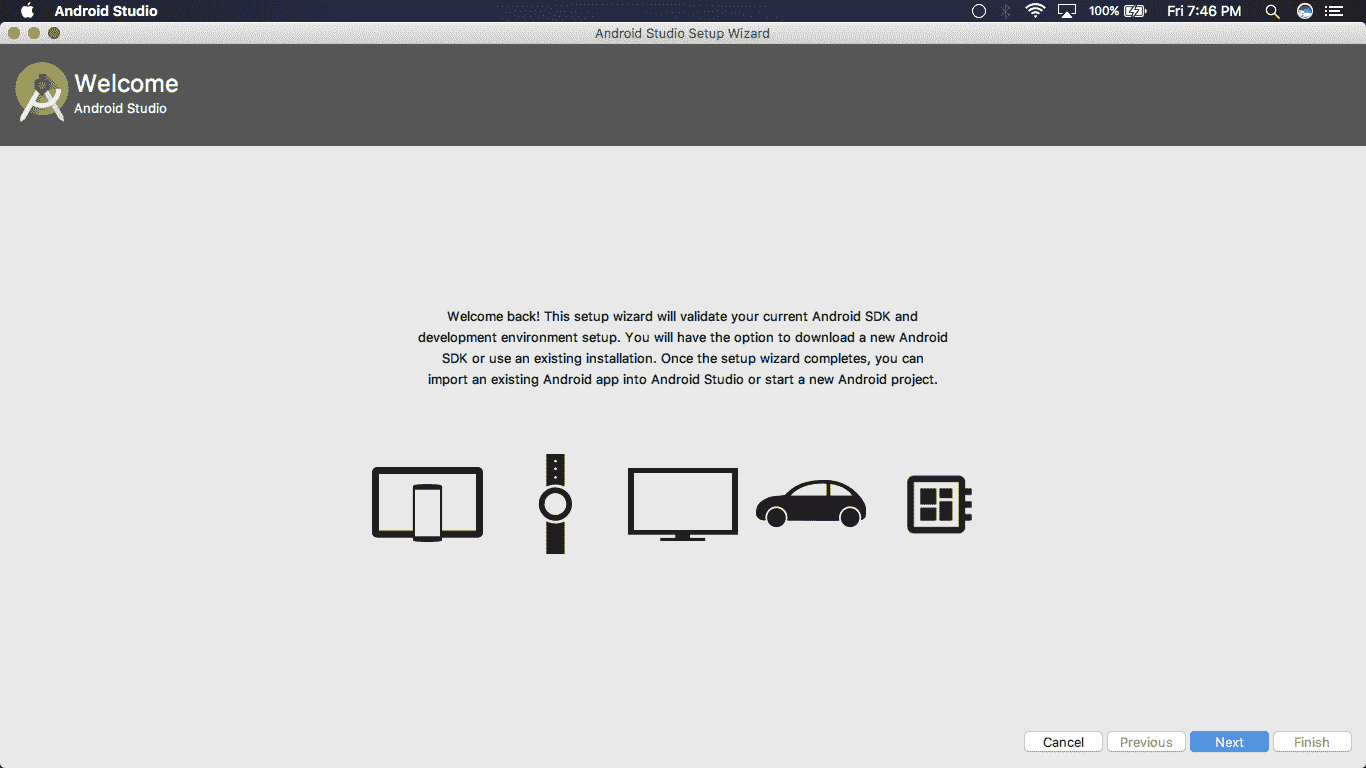 Android Studio
100%
Fri 7:46 PM
Android Studio Setup Wizard
Welcome
Android Studio
Welcome back! This setup wizard will validate your current Android SDK and
development environment setup. You will have the option to download a new Android
SDK or use an existing installation. Once the setup wizard completes, you can
import an existing Android app into Android Studio or start a new Android project.
Cancel
Previous
Next
Finish